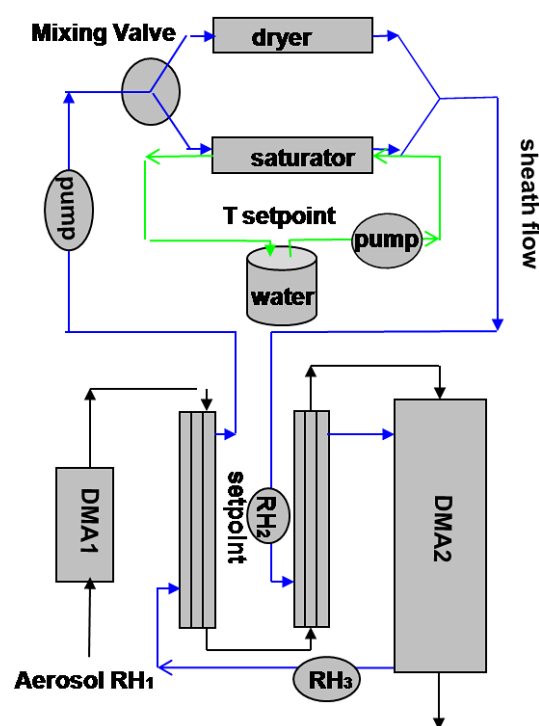 Mixing Valve
dryer
saturator
sheath flow
pump
T setpoint
pump
water
DMA1
setpoint
RH2
DMA2
Aerosol RH1
RH3